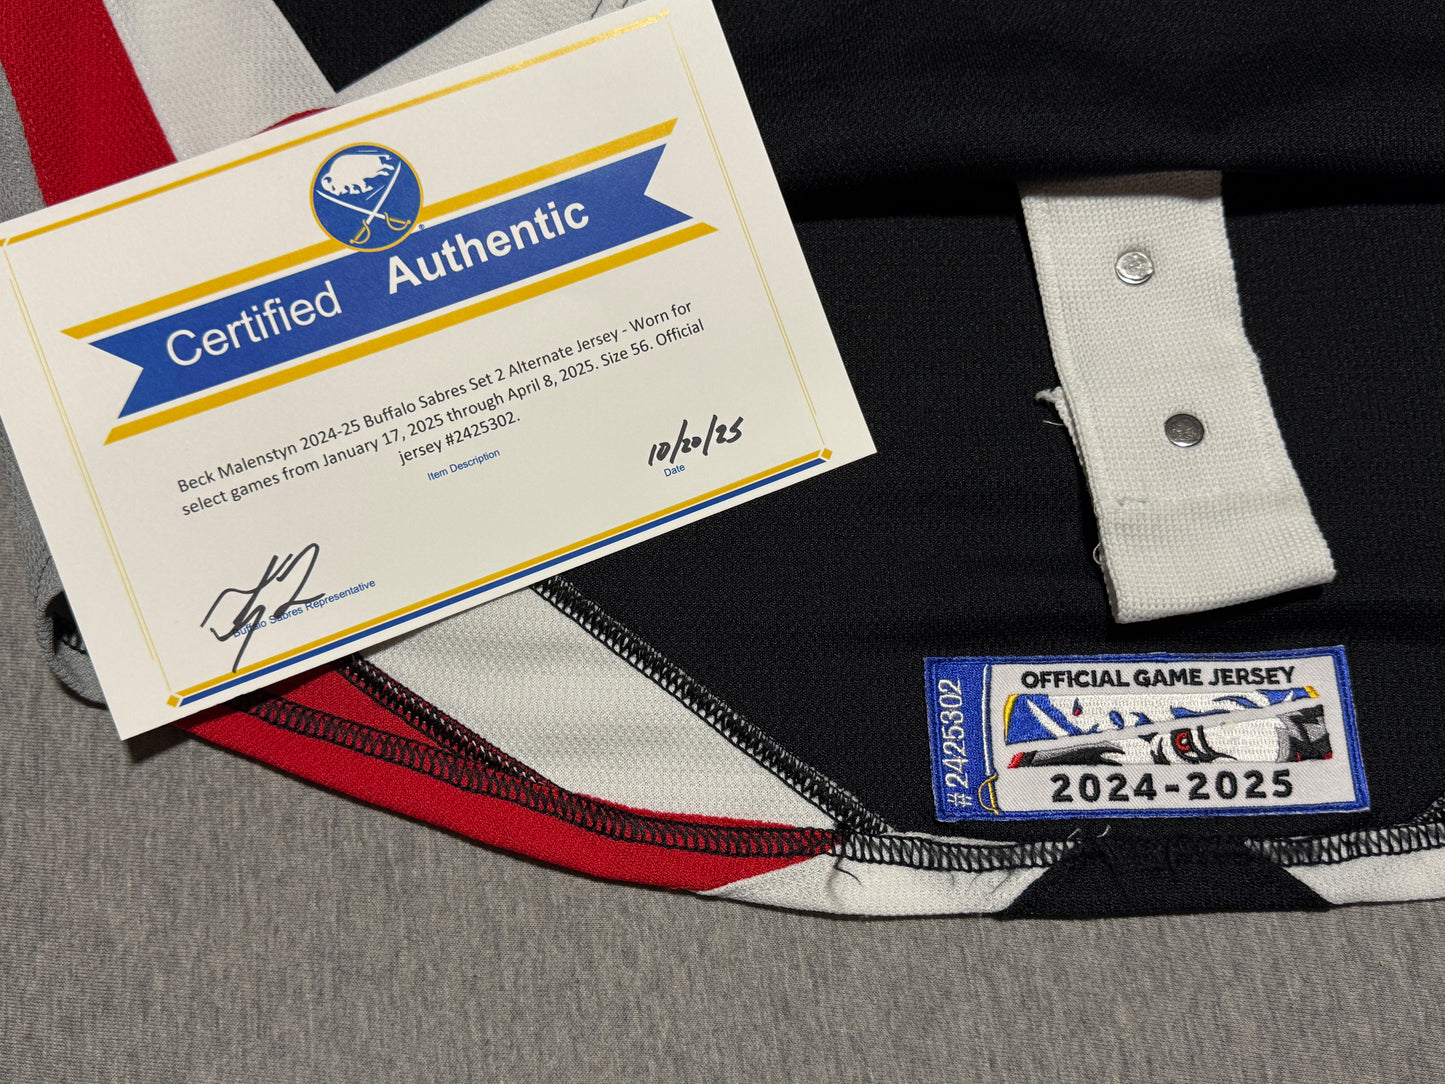 Certified Authentic
Beck Malenstyn 2024-25 Buffalo Sabres Set 2 Alternate Jersey - Worn for
select games from January 17, 2025 through April 8, 2025. Size 56. Official
jersey #2425302.
Item Description
10/20/25
Date
Buffalo Sabres Representative
#2425302
OFFICIAL GAME JERSEY
2024-2025